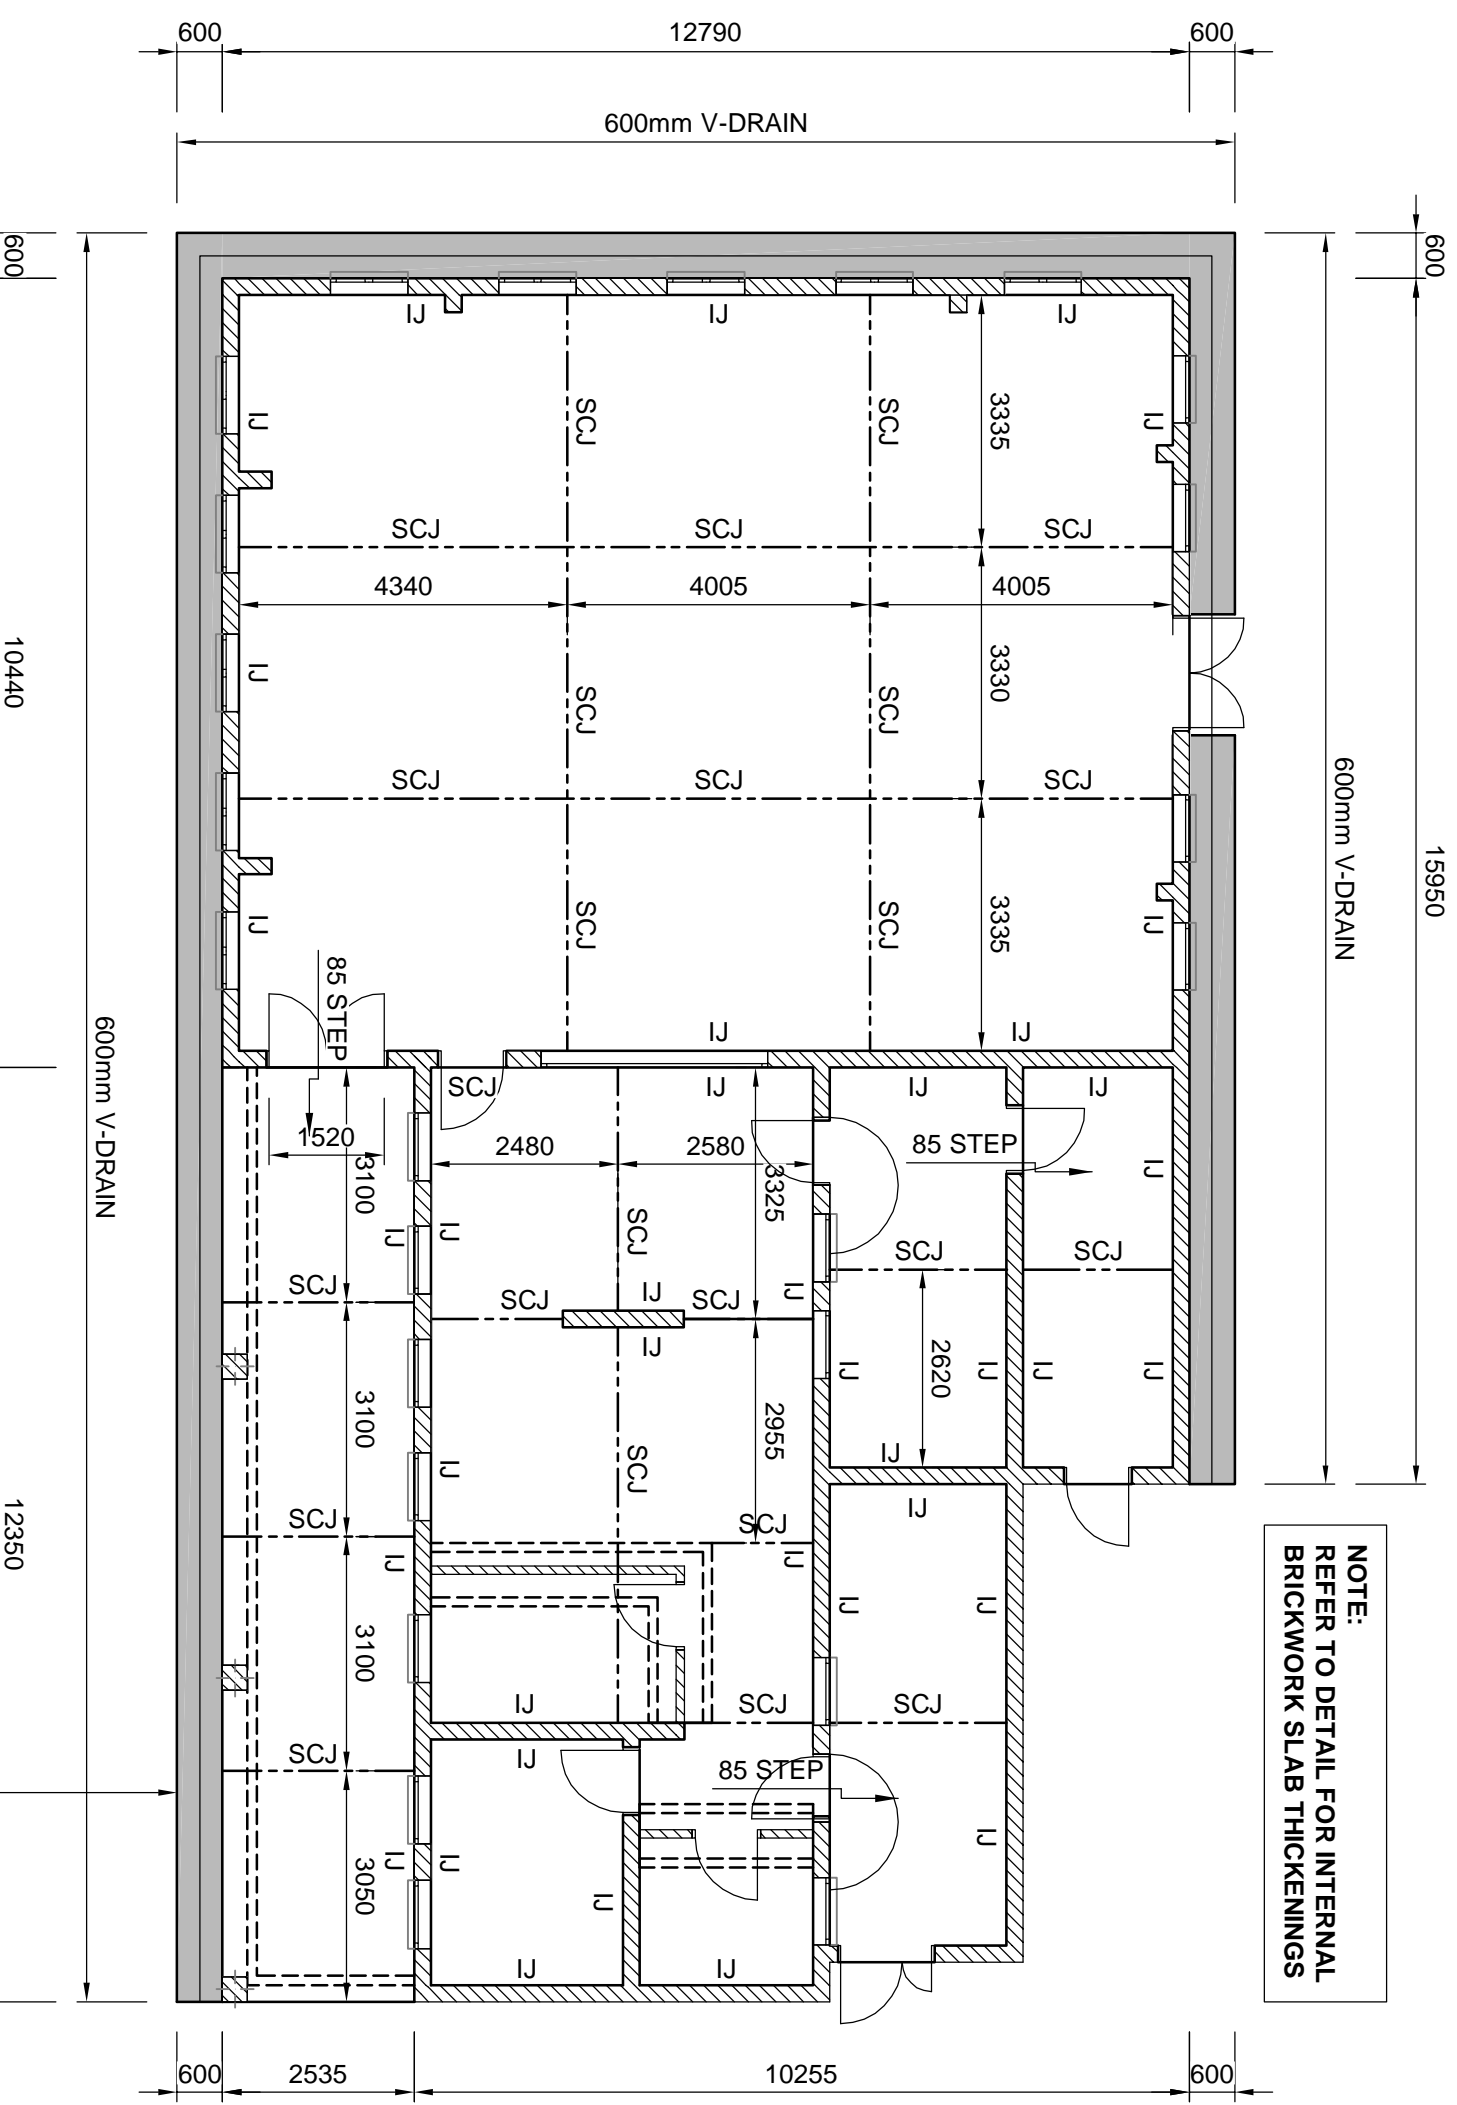 600
12790
600
600mm V-DRAIN
600
15950
600mm V-DRAIN
600
10440
12350
600mm V-DRAIN
NOTE:
REFER TO DETAIL FOR INTERNAL
BRICKWORK SLAB THICKENINGS
IJ
IJ
IJ
IJ
SCJ
SCJ
3335
IJ
SCJ
SCJ
SCJ
4340
4005
4005
IJ
SCJ
SCJ
3330
SCJ
SCJ
SCJ
IJ
SCJ
SCJ
3335
IJ
85 STEP
IJ
IJ
SCJ
IJ
IJ
IJ
1520
3100
2480
2580
3325
85 STEP
IJ
IJ
IJ
SCJ
SCJ
SCJ
SCJ
IJ
SCJ
IJ
SCJ
IJ
IJ
3100
IJ
SCJ
2955
IJ
2620
IJ
IJ
IJ
IJ
SCJ
SCJ
IJ
IJ
IJ
3100
IJ
IJ
IJ
SCJ
SCJ
SCJ
IJ
85 STEP
3050
IJ
IJ
IJ
IJ
IJ
IJ
600
2535
10255
600